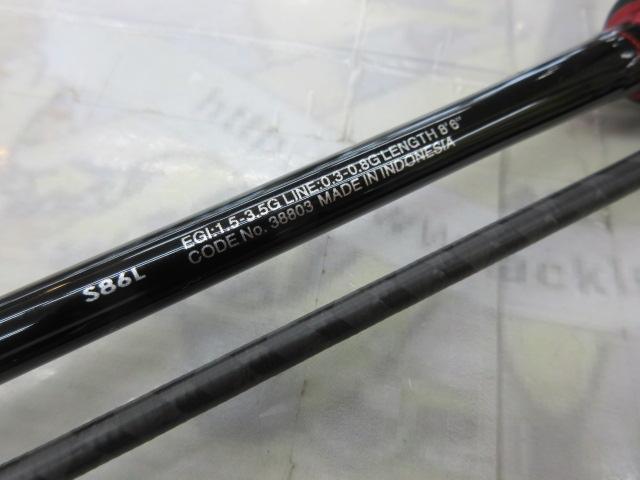 S86L
EGI:1.5-3.5G LINE:0.3-0.8G LENGTH 8'6"
CODE No. 38803 MADE IN INDONESIA